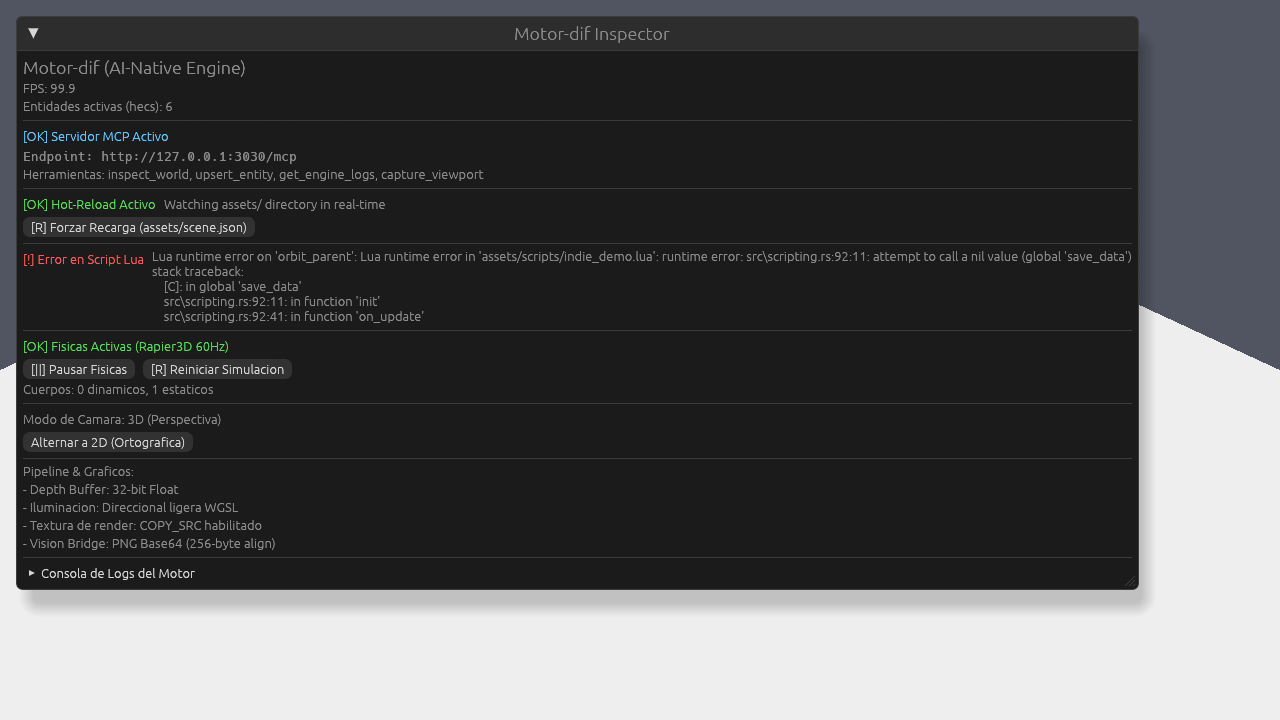 Motor-dif Inspector
Motor-dif (AI-Native Engine)
FPS: 99.9
Entidades activas (hecs): 6
[OK] Servidor MCP Activo
Endpoint: http://127.0.0.1:3030/mcp
Herramientas: inspect_world, upsert_entity, get_engine_logs, capture_viewport
[OK] Hot-Reload Activo Watching assets/ directory in real-time
[R] Forzar Recarga (assets/scene.json)
[!] Error en Script Lua Lua runtime error on 'orbit_parent': Lua runtime error in 'assets/scripts/indie_demo.lua': runtime error: src\scripting.rs:92:11: attempt to call a nil value (global 'save_data')
stack traceback:
[C]: in global 'save_data'
src\scripting.rs:92:11: in function 'init'
src\scripting.rs:92:41: in function 'on_update'
[OK] Fisicas Activas (Rapier3D 60Hz)
[||] Pausar Fisicas [R] Reiniciar Simulacion
Cuerpos: 0 dinamicos, 1 estaticos
Modo de Camara: 3D (Perspectiva)
Alternar a 2D (Ortografica)
Pipeline & Graficos:
- Depth Buffer: 32-bit Float
- Iluminacion: Direccional ligera WGSL
- Textura de render: COPY_SRC habilitado
- Vision Bridge: PNG Base64 (256-byte align)
Consola de Logs del Motor